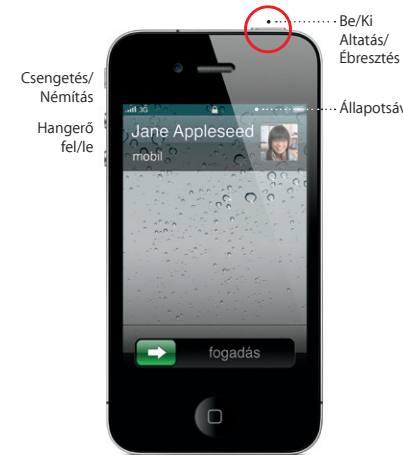 Be/Ki
Altatás/
Ébresztés
Csengetés/
Némítás
Hangerő
fel/le
Állapotsáv
3G
Jane Appleseed
mobil
fogadás